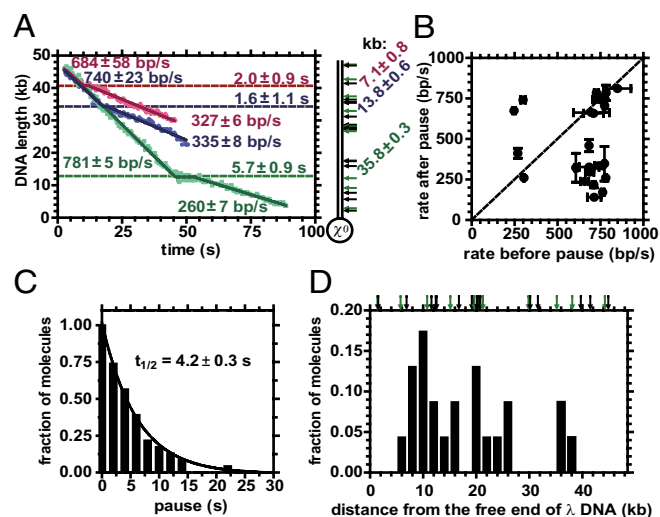 A
DNA length (kb)
50
40
30
20
10
0
0
25
50
75
100
time (s)
684±58 bp/s
740±23 bp/s
2.0±0.9 s
1.6±1.1 s
327±6 bp/s
335±8 bp/s
781±5 bp/s
5.7±0.9 s
260±7 bp/s
kb:
7.1±0.8
13.8±0.6
35.8±0.3
χ⁰
B
rate after pause (bp/s)
1000
750
500
250
0
0
250
500
750
1000
rate before pause (bp/s)
C
fraction of molecules
1.00
0.75
0.50
0.25
0.00
t1/2 = 4.2±0.3 s
0
5
10
15
20
25
30
pause (s)
D
fraction of molecules
0.20
0.15
0.10
0.05
0.00
0
10
20
30
40
distance from the free end of λ DNA (kb)